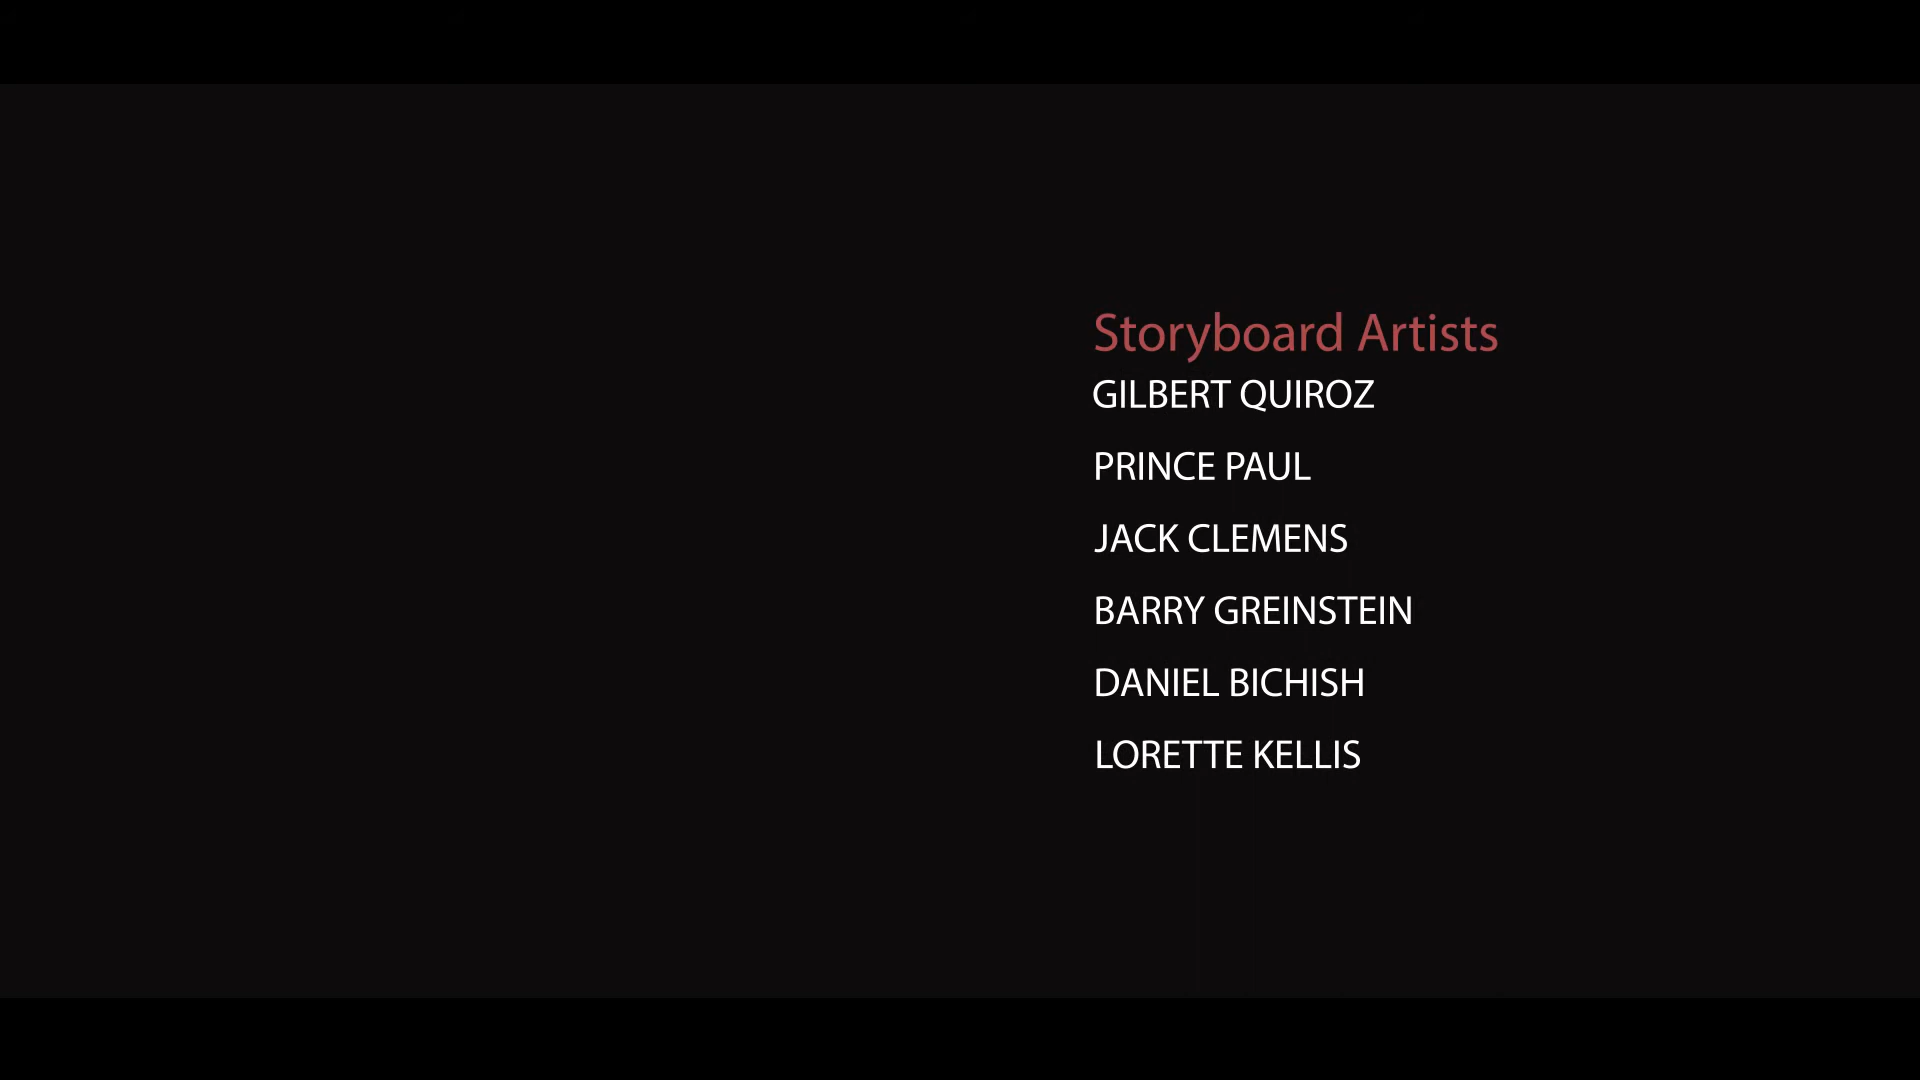 Storyboard Artists
GILBERT QUIROZ
PRINCE PAUL
JACK CLEMENS
BARRY GREINSTEIN
DANIEL BICHISH
LORETTE KELLIS